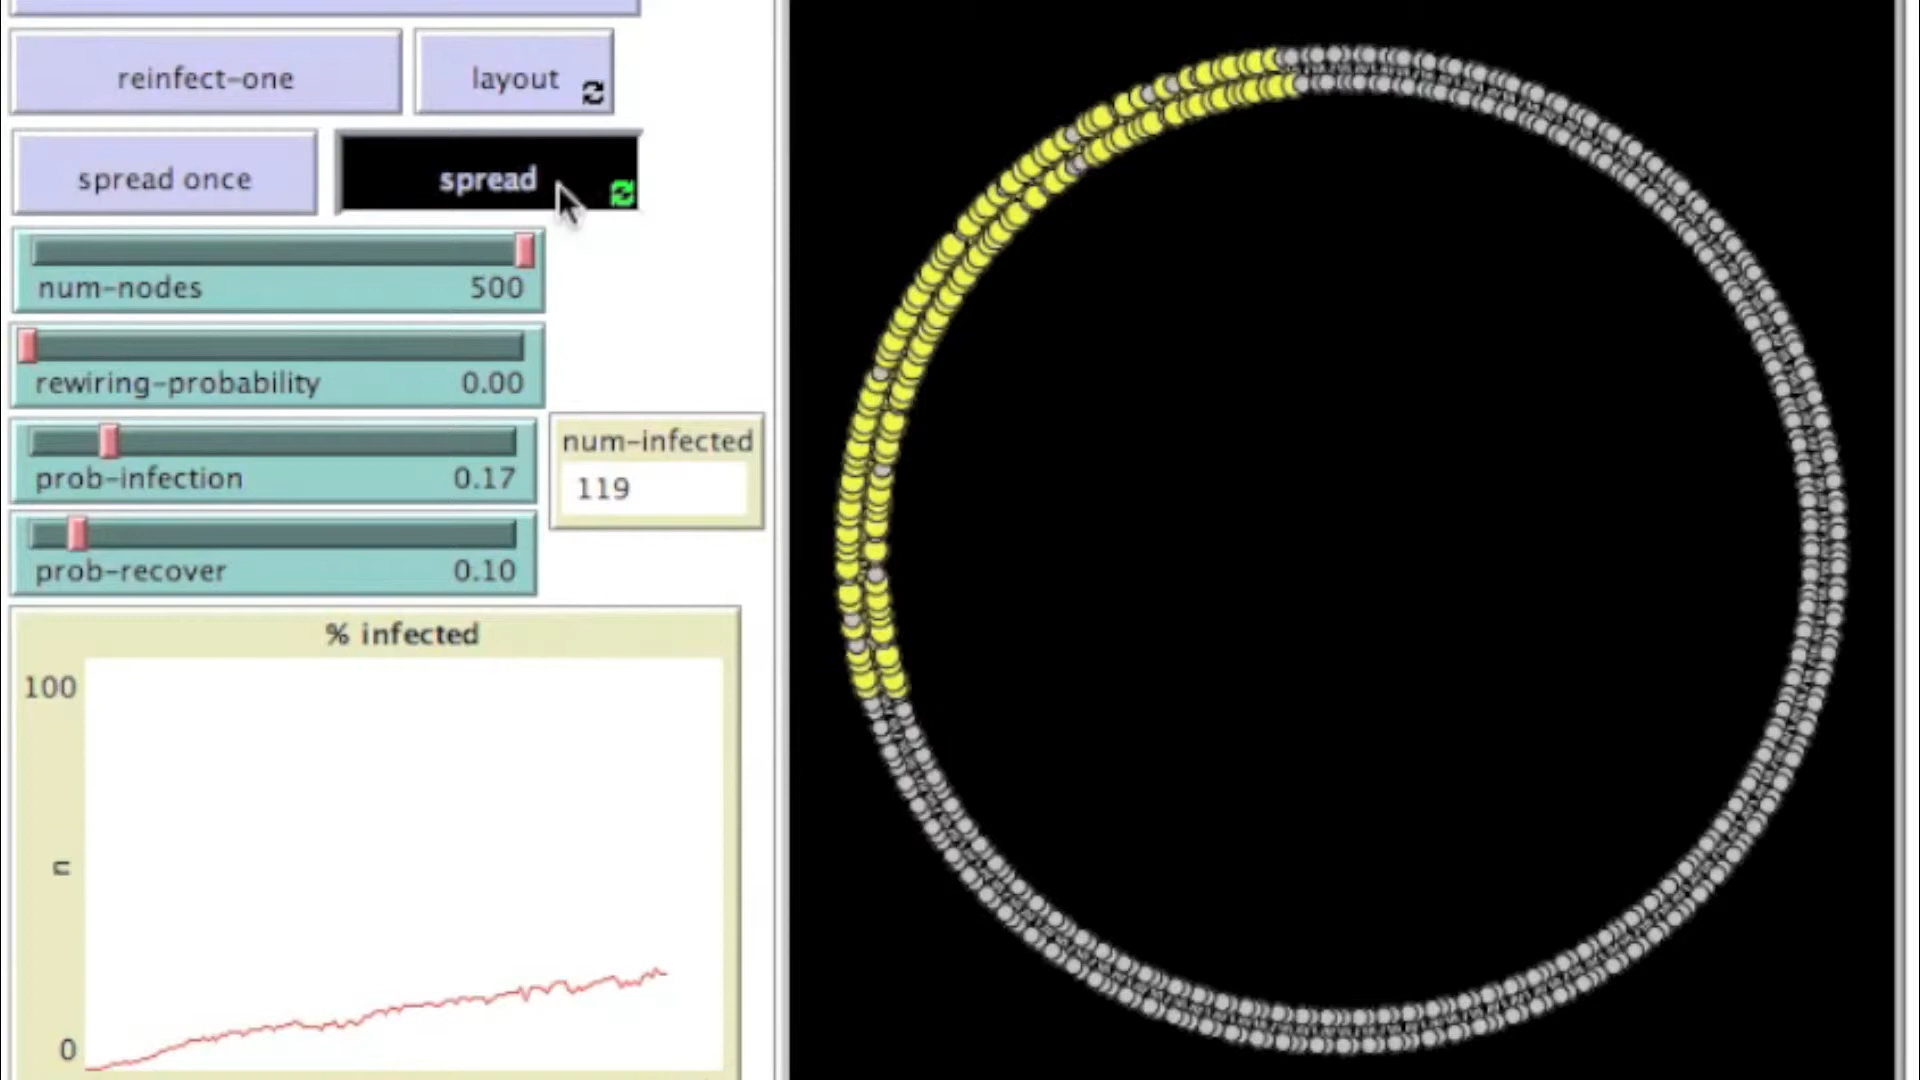 reinfect-one
layout
spread once
spread
num-nodes 500
rewiring-probability 0.00
prob-infection 0.17
num-infected
119
prob-recover 0.10
% infected
100
n
0